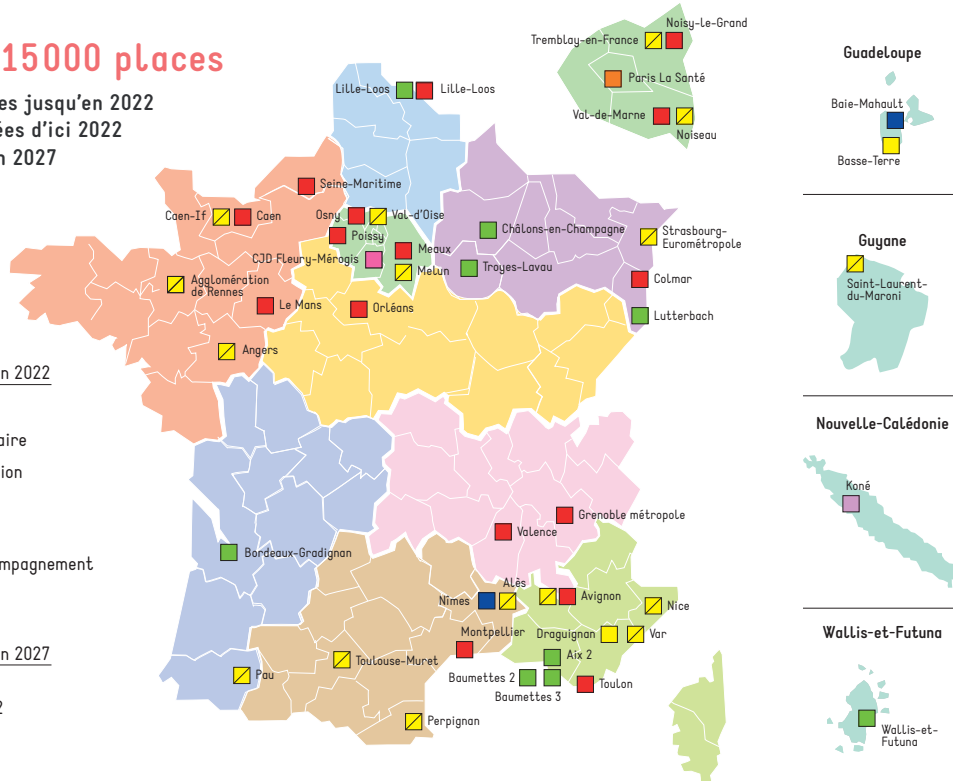 15000 places
es jusqu'en 2022
ées d'ici 2022
n 2027
en 2022
aire
ion
mpagnement
en 2027
2
Noisy-le-Grand
Tremblay-en-France
Paris La Santé
Val-de-Marne
Noiseau
Lille-Loos
Lille-Loos
Seine-Maritime
Caen-If
Caen
Osny
Val-d'Oise
Poissy
CJD Fleury-Mérogis
Meaux
Melun
Châlons-en-Champagne
Troyes-Lavau
Strasbourg-
Eurométropole
Colmar
Lutterbach
Agglomération
de Rennes
Le Mans
Orléans
Angers
Grenoble métropole
Valence
Bordeaux-Gradignan
Alès
Nîmes
Avignon
Nice
Montpellier
Draguignan
Var
Aix 2
Toulouse-Muret
Baumettes 2
Baumettes 3
Toulon
Pau
Perpignan
Guadeloupe
Baie-Mahault
Basse-Terre
Guyane
Saint-Laurent-
du-Maroni
Nouvelle-Calédonie
Koné
Wallis-et-Futuna
Wallis-et-
Futuna